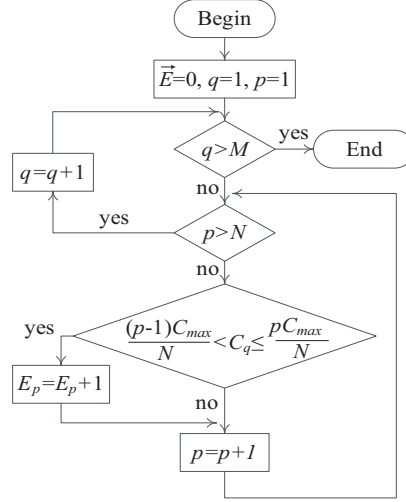 Begin
E⃗=0, q=1, p=1
q>M
yes
End
q=q+1
no
yes
p>N
no
yes
(p-1)C_max/N < C_q ≤ pC_max/N
E_p=E_p+1
no
p=p+1